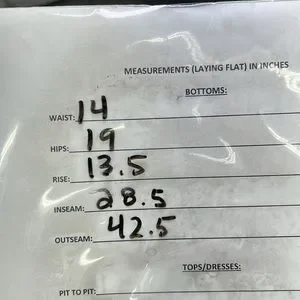 MEASUREMENTS (LAYING FLAT) IN INCHES
BOTTOMS:
WAIST: 14
HIPS: 19
RISE: 13.5
INSEAM: 28.5
OUTSEAM: 42.5
TOPS/DRESSES:
PIT TO PIT: